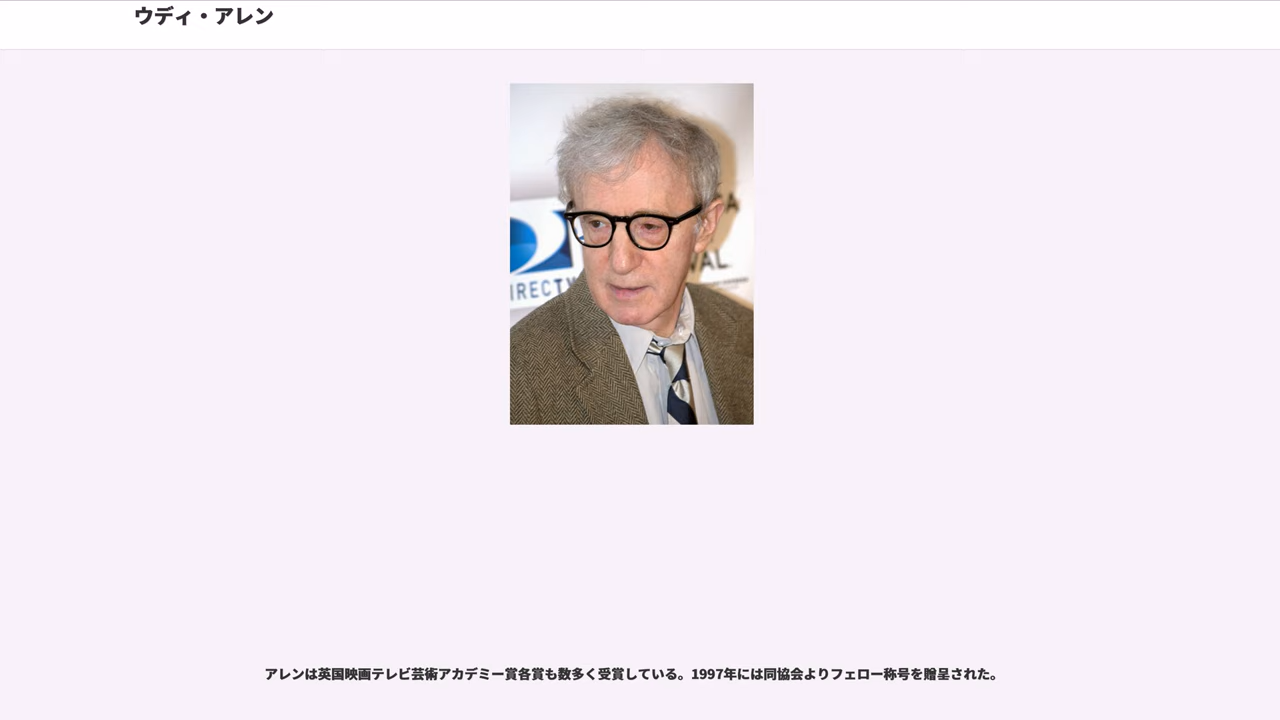 ウディ・アレン
IRECTV
VAL
アレンは英国映画テレビ芸術アカデミー賞各賞も数多く受賞している。1997年には同協会よりフェロー称号を贈呈された。